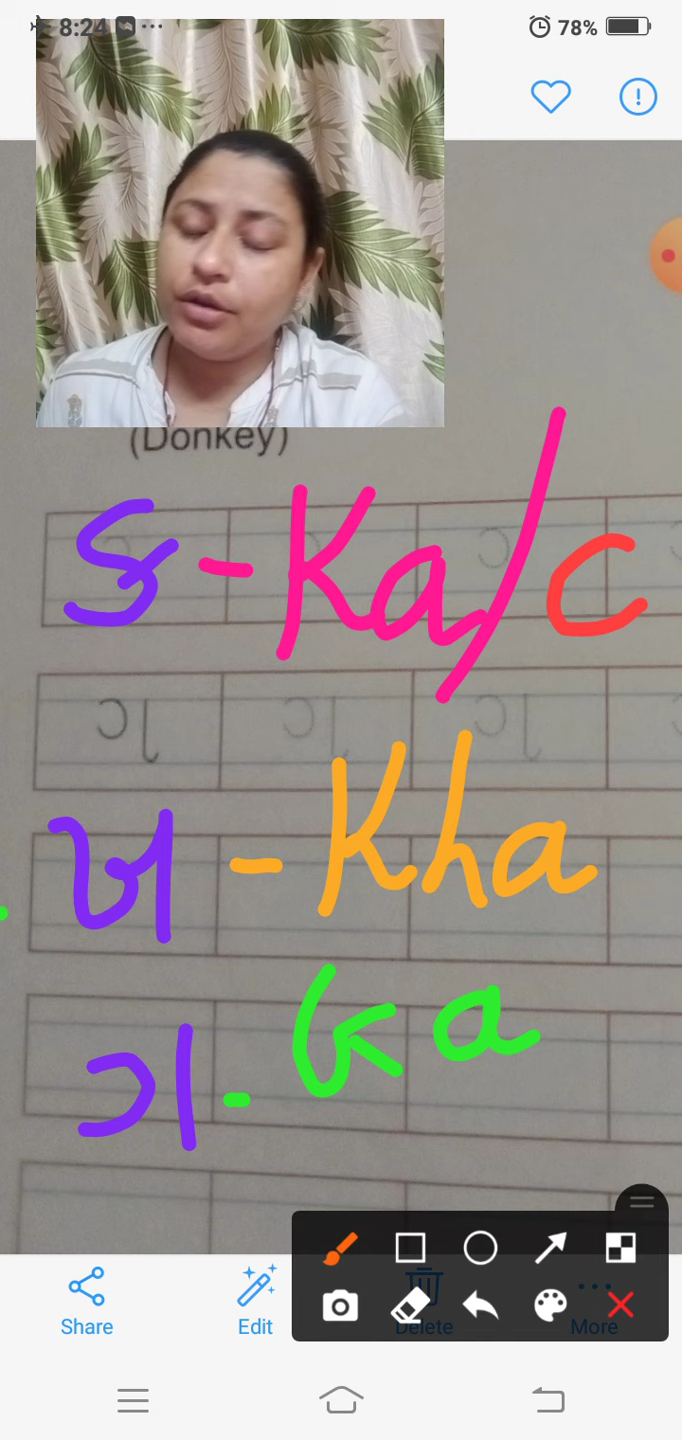 8:24 ... 78%
(Donkey)
ક - Ka/c
ગ ગ ગ
ખ - Kha
ગ - Ga
Share Edit Delete More